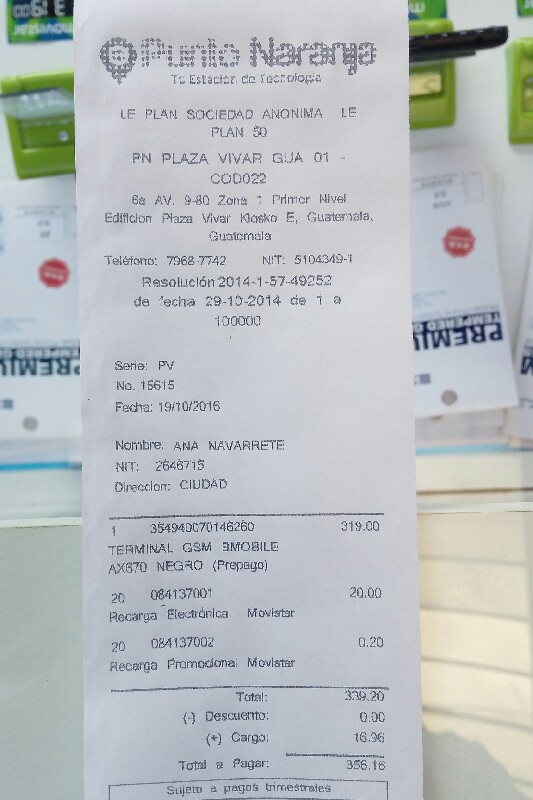 Punto Naranja
Tu Estación de Tecnología
LE PLAN SOCIEDAD ANONIMA LE
PLAN 50
PN PLAZA VIVAR GUA 01 -
COD022
6a AV. 9-80 Zona 1 Primer Nivel
Edificion Plaza Vivar Kiosko E, Guatemala,
Guatemala
Teléfono: 7968-7742 NIT: 5104349-1
Resolución 2014-1-57-49252
de fecha 29-10-2014 de 1 a
100000
Serie: PV
No. 15615
Fecha: 19/10/2016
Nombre: ANA NAVARRETE
NIT: 2646715
Direccion: CIUDAD
1 354940070146260 319.00
TERMINAL GSM BMOBILE
AX670 NEGRO (Prepago)
20 084137001 20.00
Recarga Electrónica Movistar
20 084137002 0.20
Recarga Promocional Movistar
Total: 339.20
(-) Descuento: 0.00
(+) Cargo: 16.96
Total a Pagar: 356.16
Sujeto a pagos trimestrales
movistar
PREMIU
TEMPERED